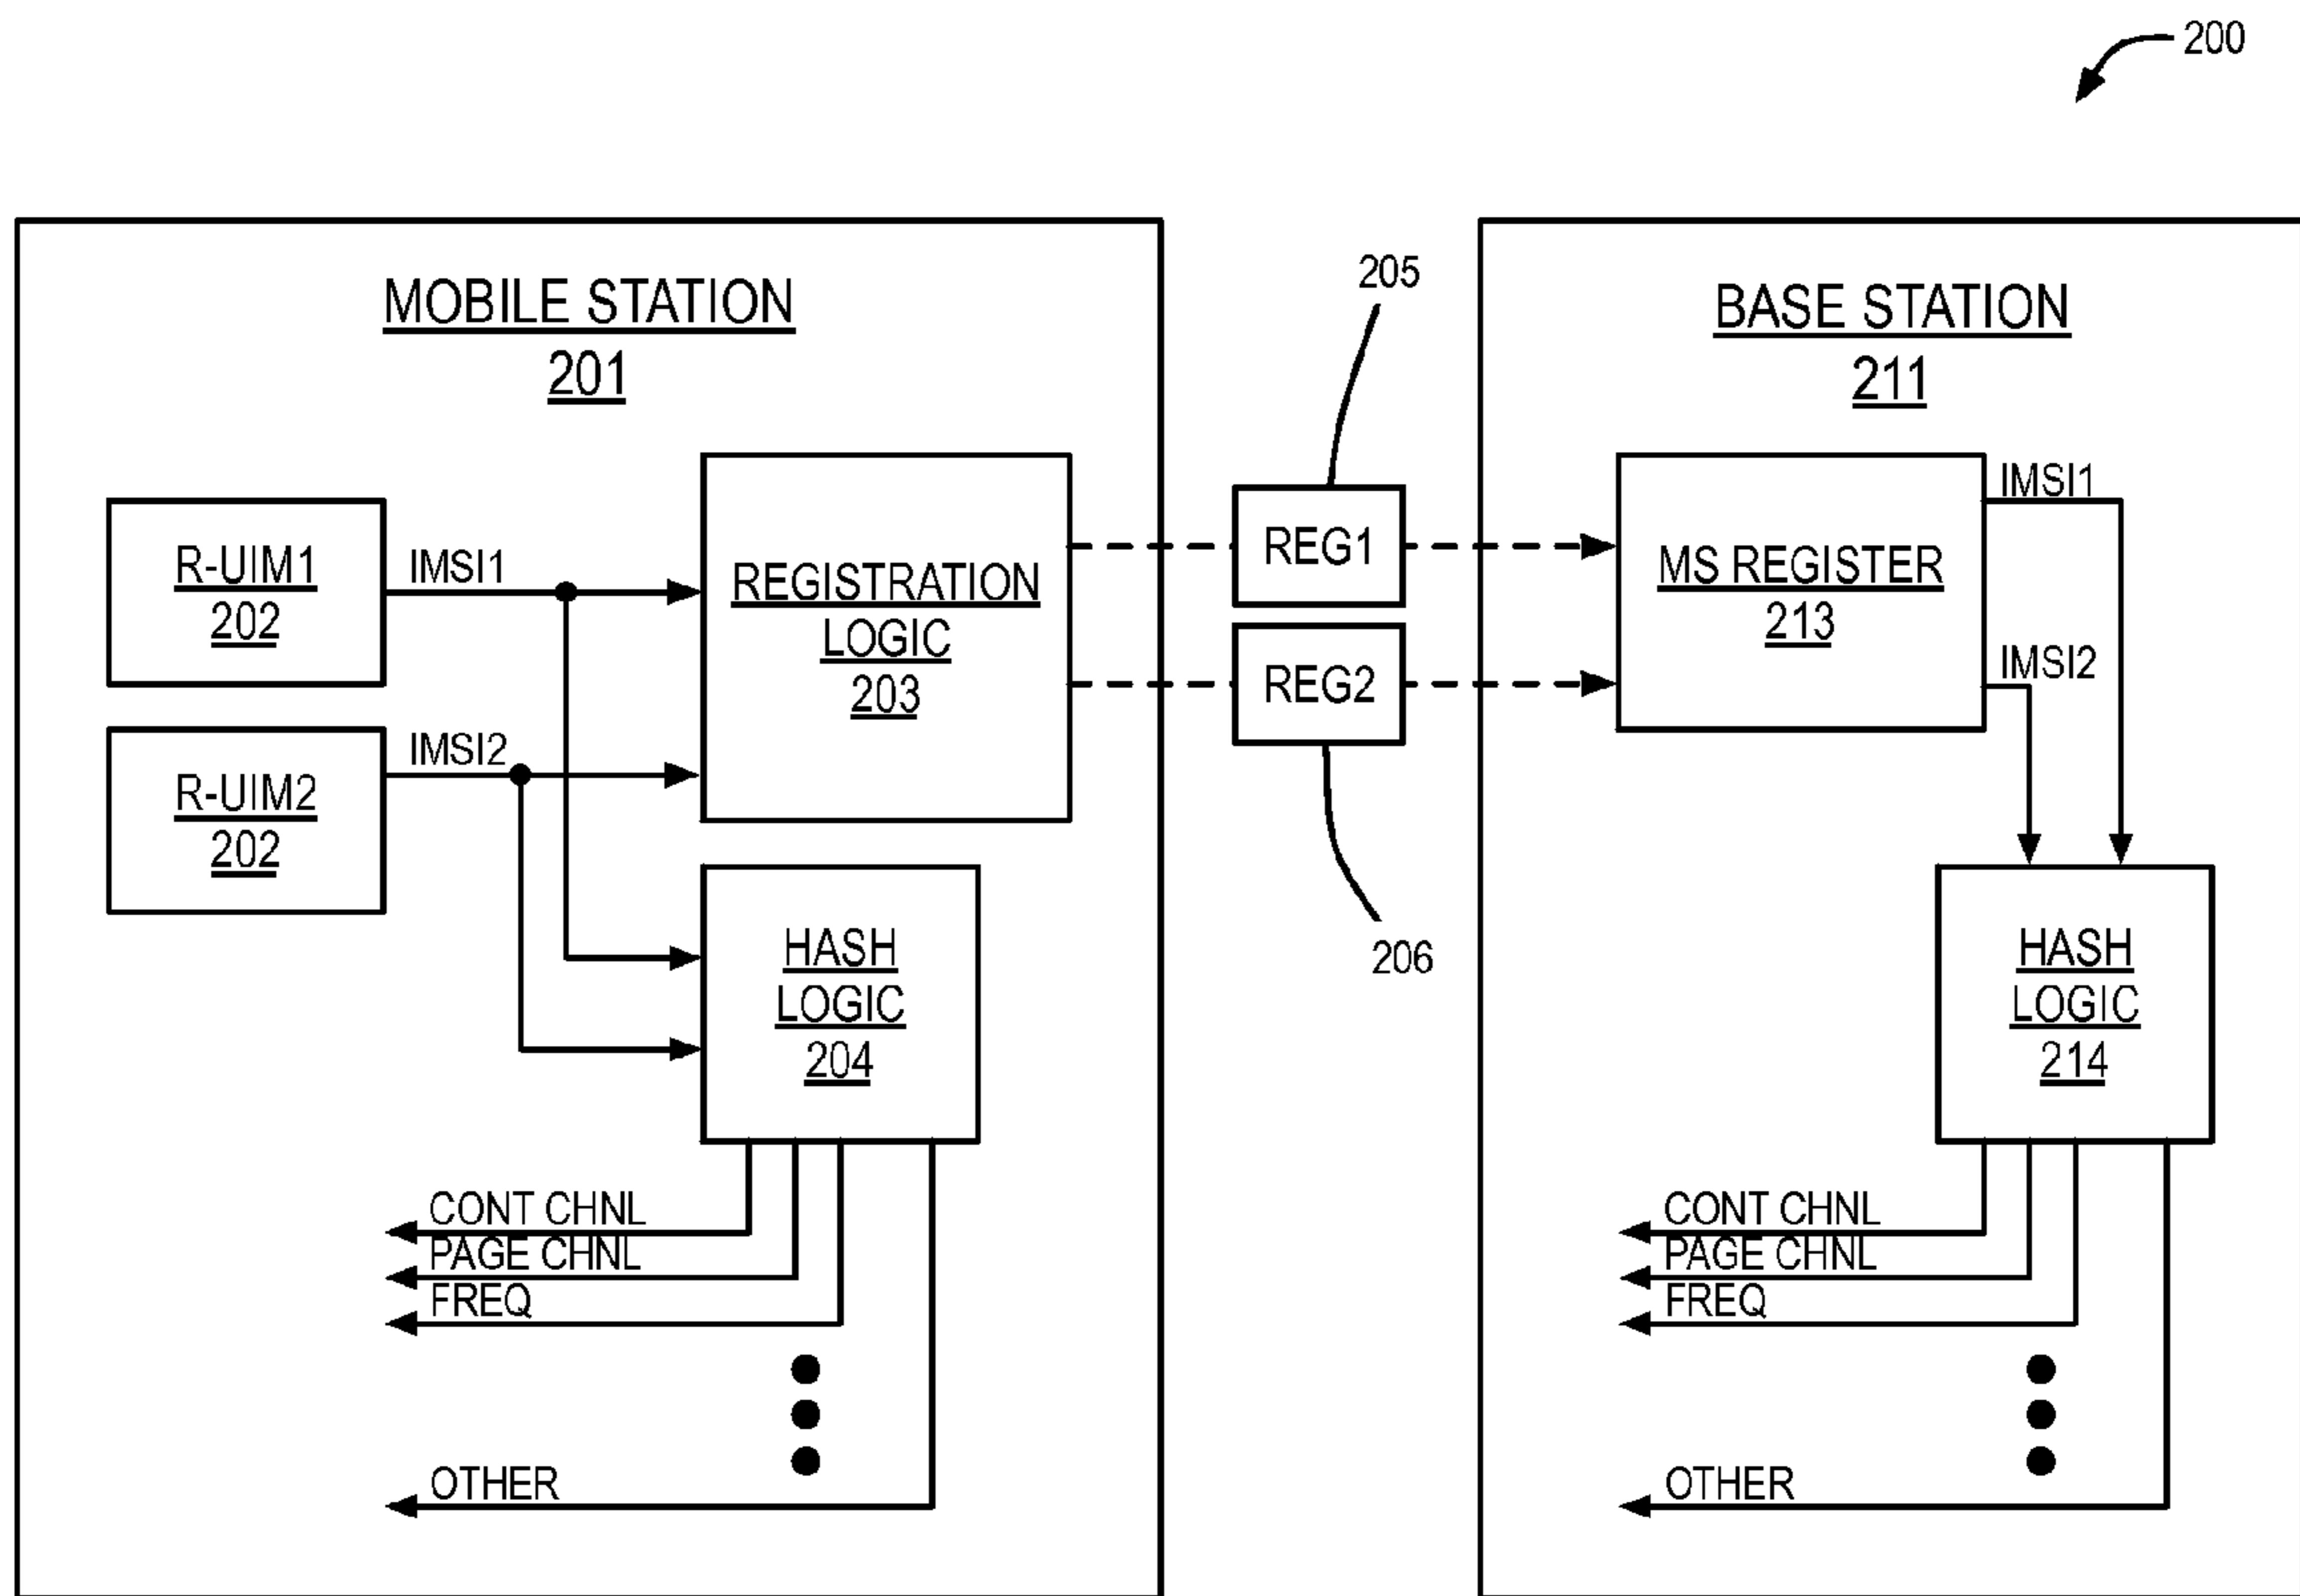 200
MOBILE STATION
201
R-UIM1
202
IMSI1
R-UIM2
202
IMSI2
REGISTRATION
LOGIC
203
HASH
LOGIC
204
CONT CHNL
PAGE CHNL
FREQ
OTHER
205
REG1
REG2
206
BASE STATION
211
MS REGISTER
213
IMSI1
IMSI2
HASH
LOGIC
214
CONT CHNL
PAGE CHNL
FREQ
OTHER